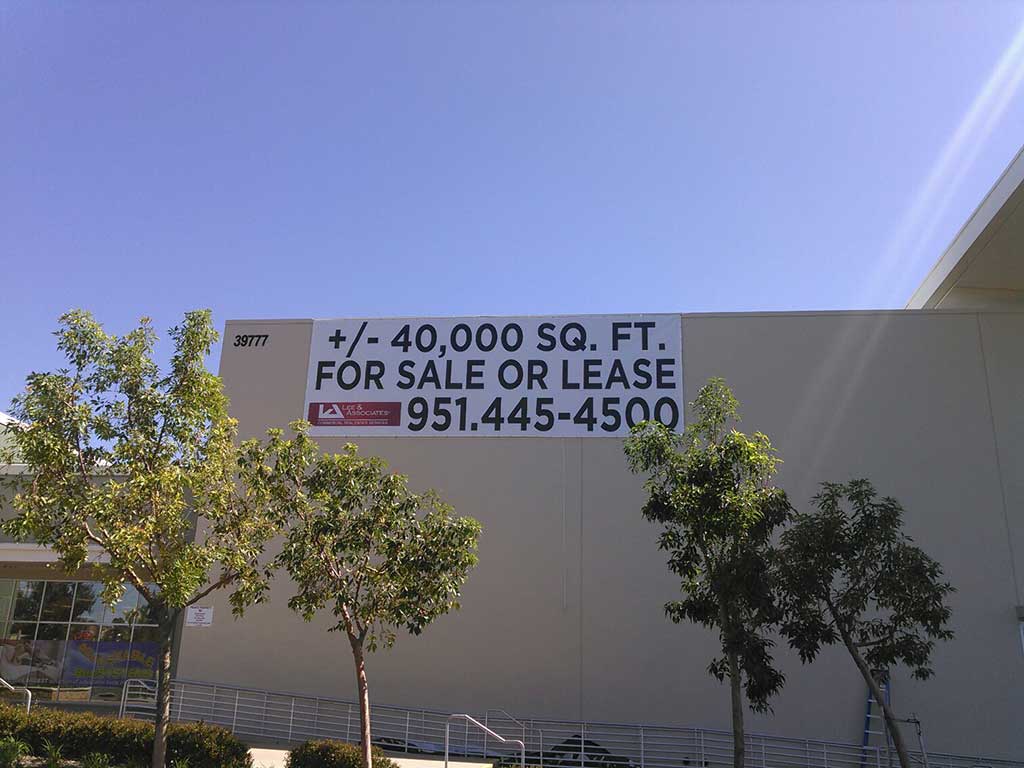 39777
+/- 40,000 SQ. FT.
FOR SALE OR LEASE
LEE &
ASSOCIATES
COMMERCIAL REAL ESTATE SERVICES
951.445-4500